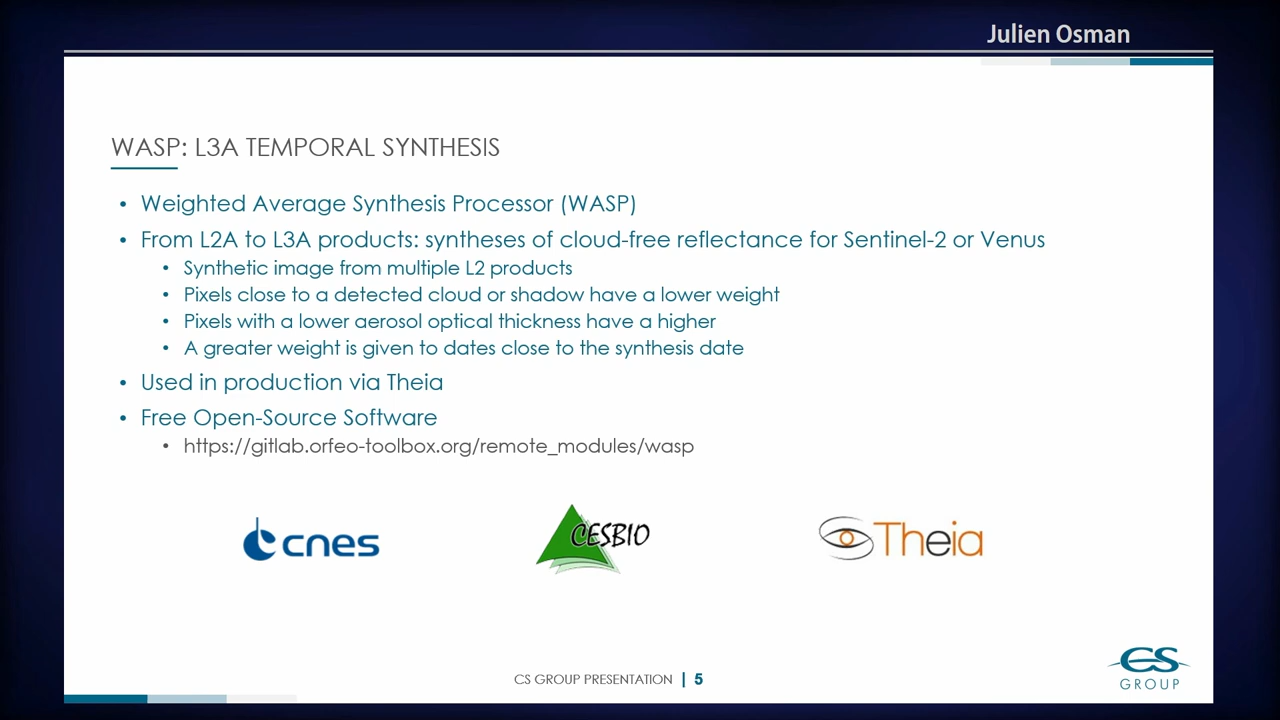 Julien Osman
WASP: L3A TEMPORAL SYNTHESIS
• Weighted Average Synthesis Processor (WASP)
• From L2A to L3A products: syntheses of cloud-free reflectance for Sentinel-2 or Venus
• Synthetic image from multiple L2 products
• Pixels close to a detected cloud or shadow have a lower weight
• Pixels with a lower aerosol optical thickness have a higher
• A greater weight is given to dates close to the synthesis date
• Used in production via Theia
• Free Open-Source Software
• https://gitlab.orfeo-toolbox.org/remote_modules/wasp
cnes
CESBIO
Theia
CS GROUP PRESENTATION | 5
CS
GROUP